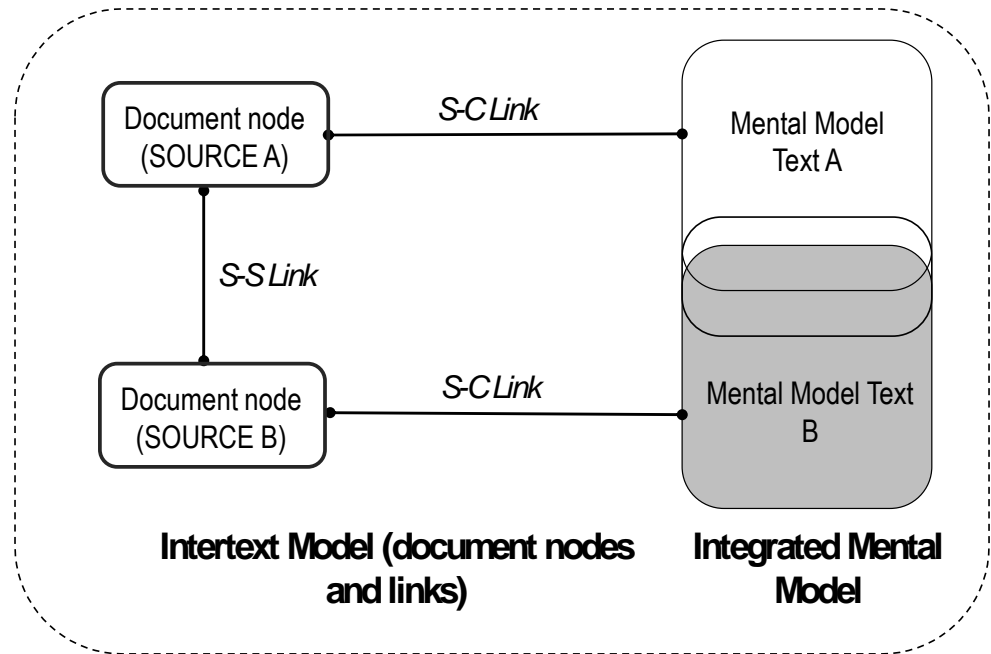 Document node
(SOURCE A)
S-C Link
Mental Model
Text A
S-S Link
Document node
(SOURCE B)
S-C Link
Mental Model Text
B
Intertext Model (document nodes
and links)
Integrated Mental
Model